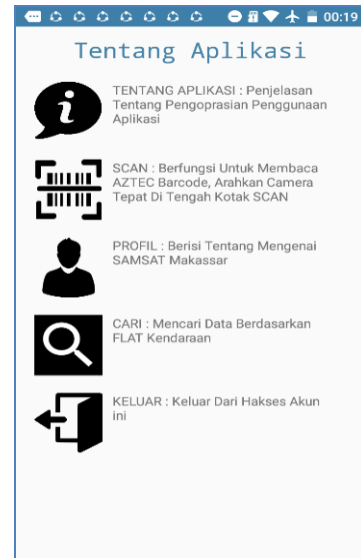 00:19
Tentang Aplikasi
TENTANG APLIKASI : Penjelasan
Tentang Pengoprasian Penggunaan
Aplikasi
SCAN : Berfungsi Untuk Membaca
AZTEC Barcode, Arahkan Camera
Tepat Di Tengah Kotak SCAN
PROFIL : Berisi Tentang Mengenai
SAMSAT Makassar
CARI : Mencari Data Berdasarkan
FLAT Kendaraan
KELUAR : Keluar Dari Hakses Akun
ini